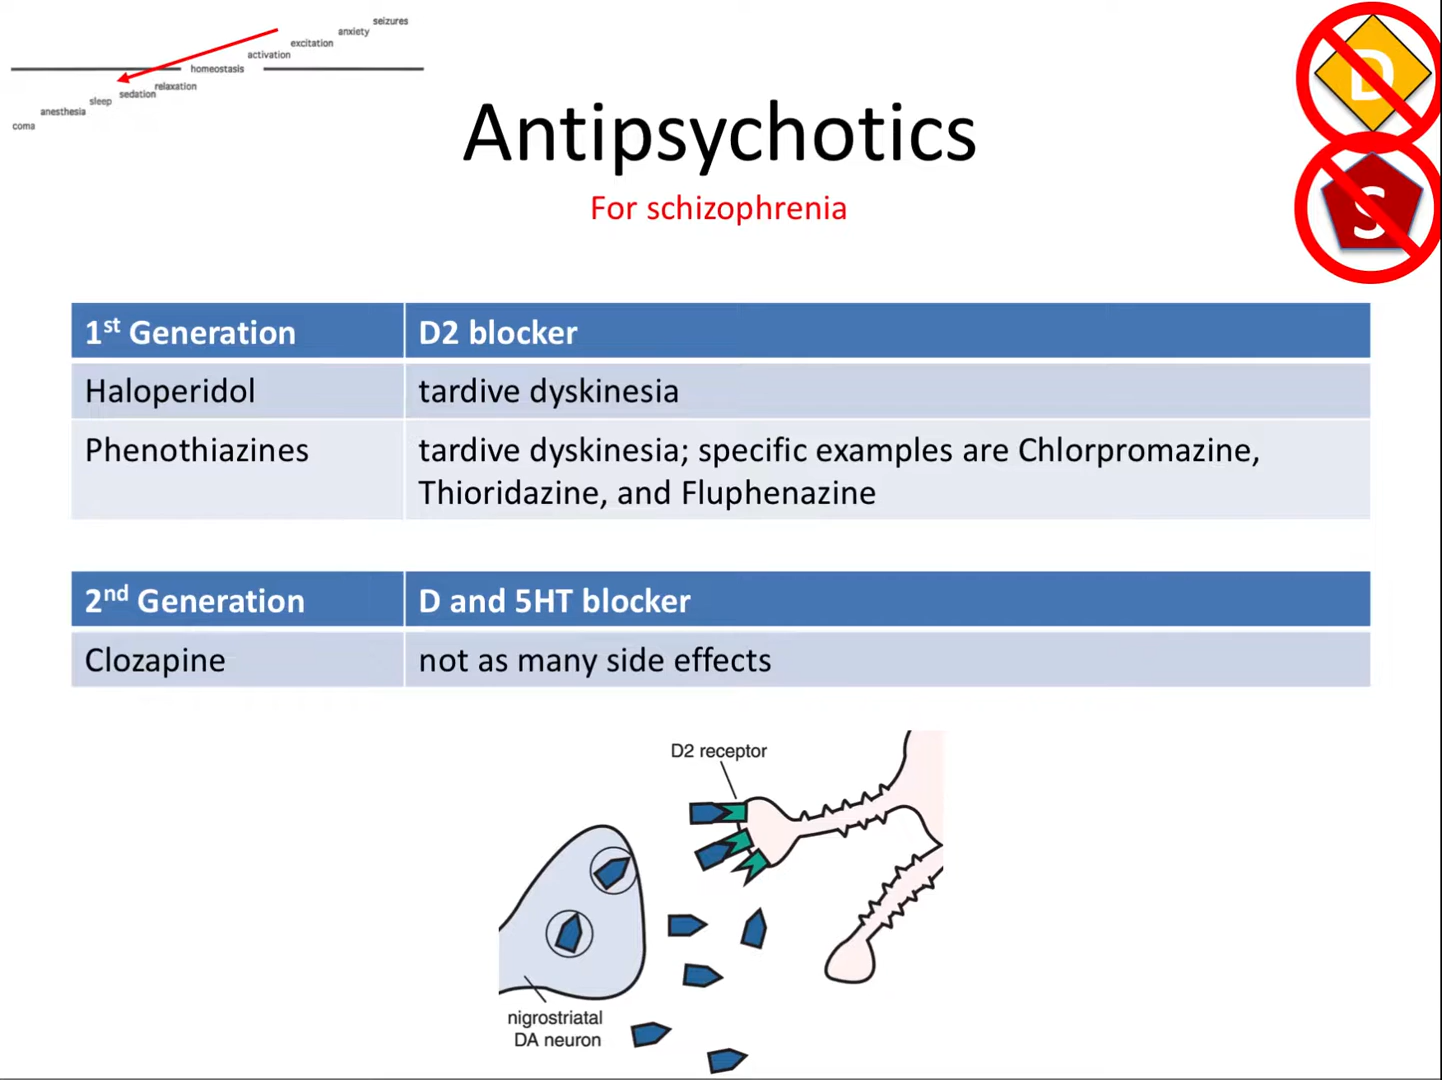 seizures
anxiety
excitation
activation
homeostasis
relaxation
sedation
sleep
anesthesia
coma
D
S
Antipsychotics
For schizophrenia
1st Generation D2 blocker
Haloperidol tardive dyskinesia
Phenothiazines tardive dyskinesia; specific examples are Chlorpromazine,
Thioridazine, and Fluphenazine
2nd Generation D and 5HT blocker
Clozapine not as many side effects
D2 receptor
nigrostriatal
DA neuron